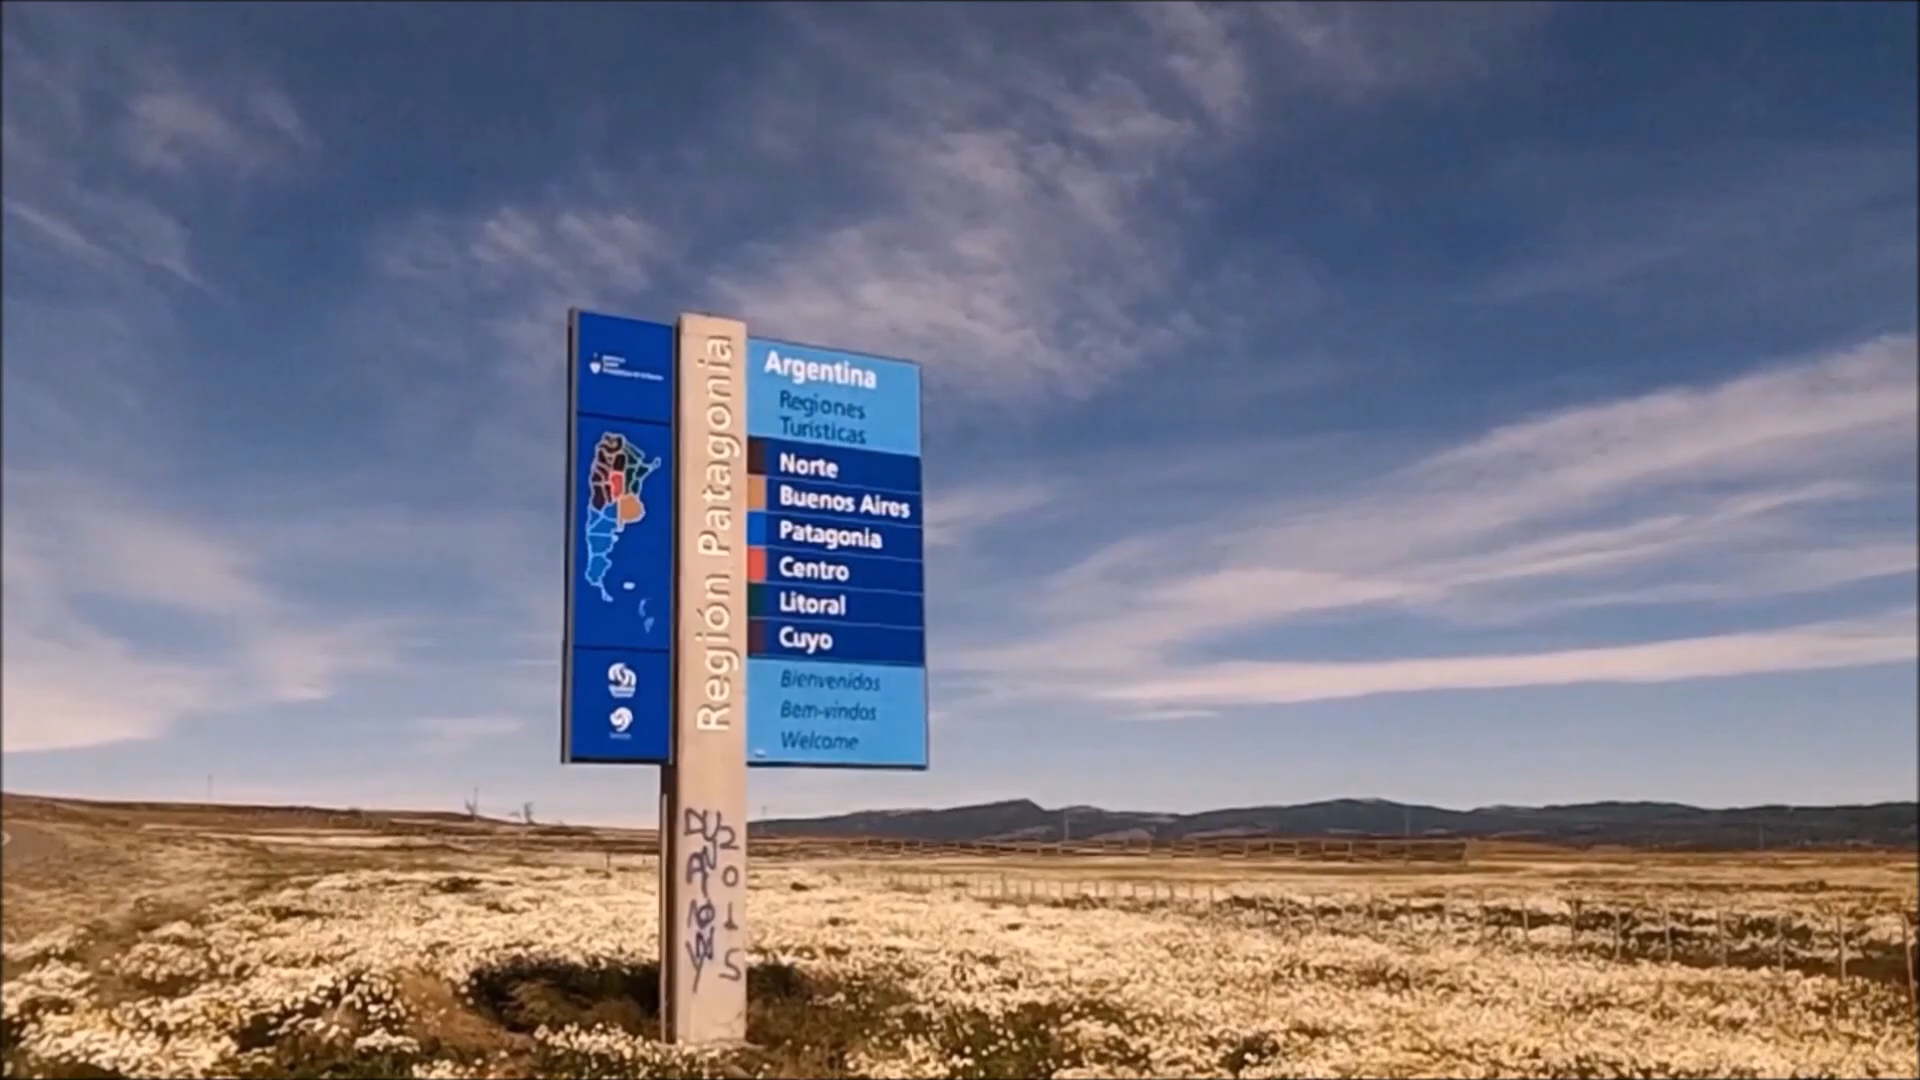 Región Patagonia
Argentina
Regiones
Turísticas
Norte
Buenos Aires
Patagonia
Centro
Litoral
Cuyo
Bienvenidos
Bem-vindos
Welcome
2015